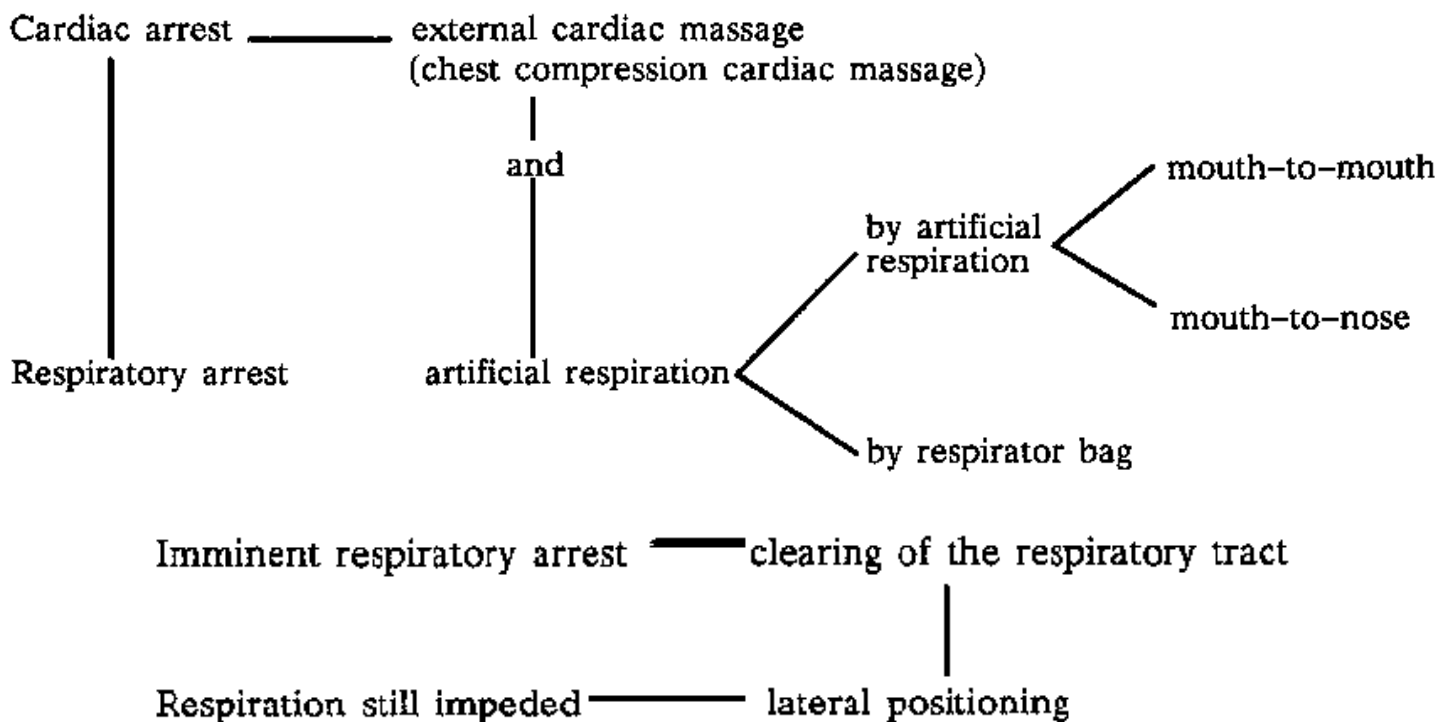 Cardiac arrest
external cardiac massage
(chest compression cardiac massage)
and
mouth–to–mouth
by artificial
respiration
mouth–to–nose
Respiratory arrest
artificial respiration
by respirator bag
Imminent respiratory arrest
clearing of the respiratory tract
Respiration still impeded
lateral positioning